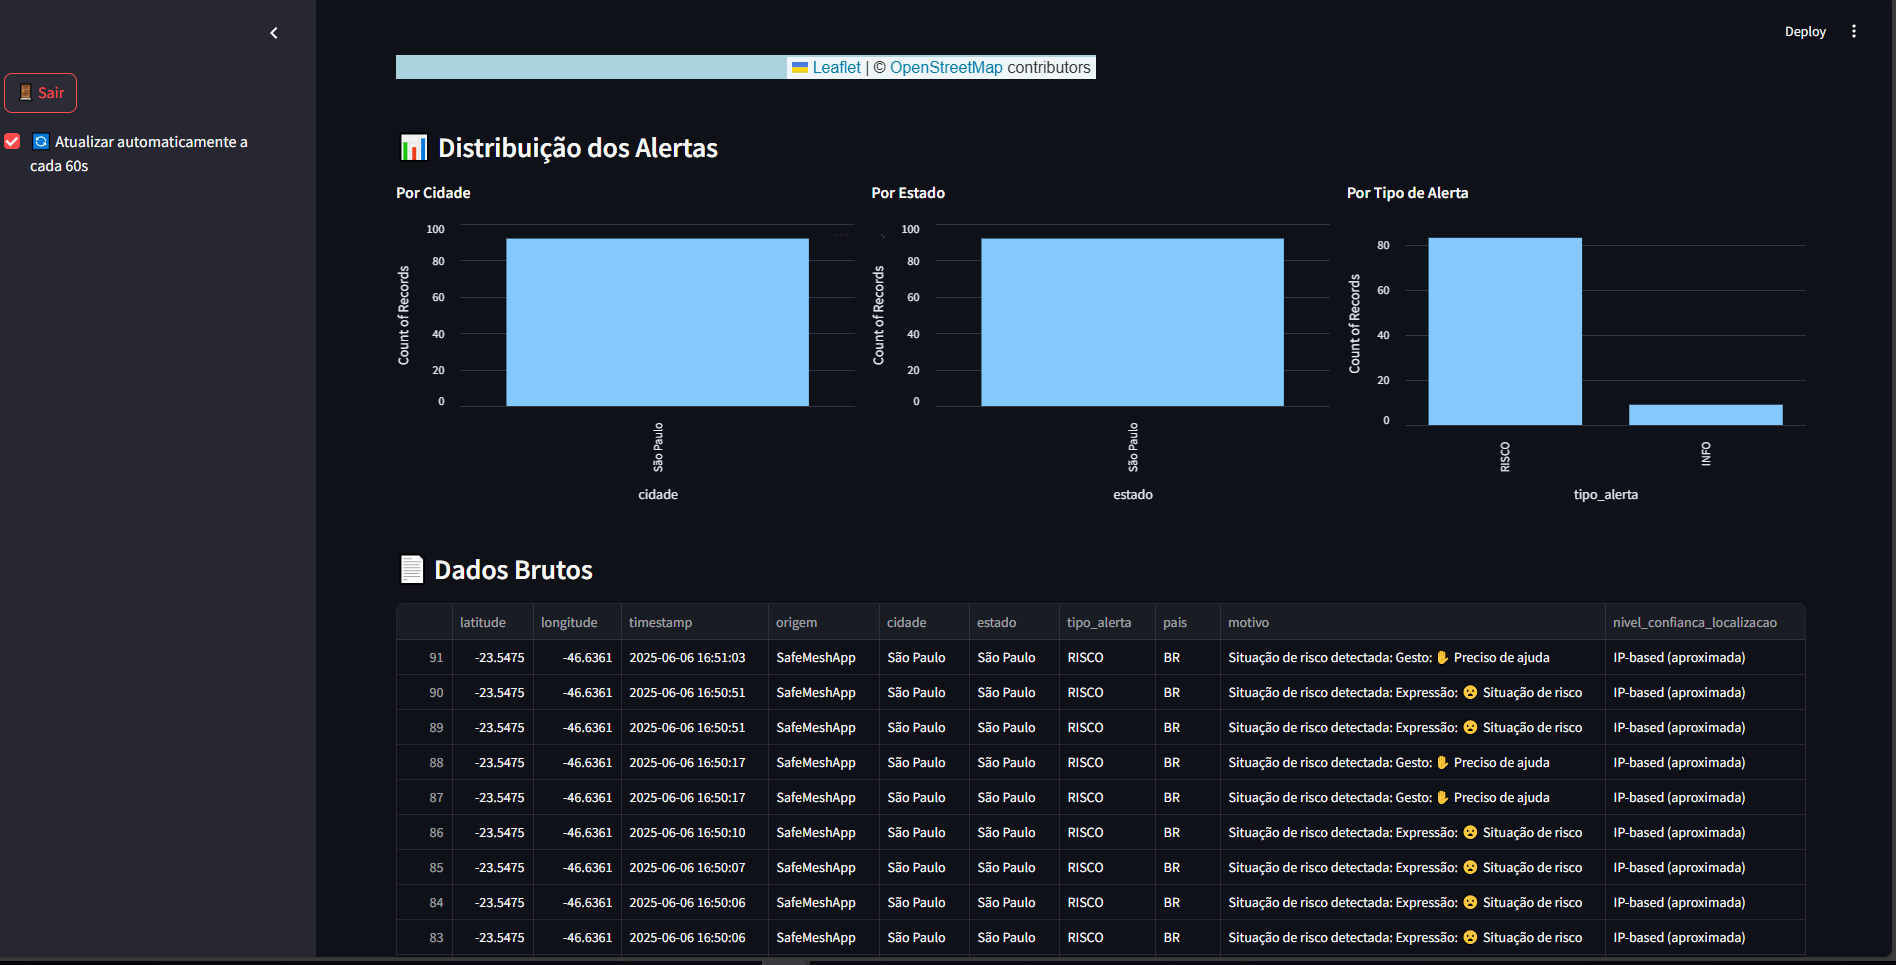 Deploy
Sair
Atualizar automaticamente a
cada 60s
Leaflet | © OpenStreetMap contributors
Distribuição dos Alertas
Por Cidade
Por Estado
Por Tipo de Alerta
Count of Records
100
80
60
40
20
0
São Paulo
cidade
Count of Records
100
80
60
40
20
0
São Paulo
estado
Count of Records
80
60
40
20
0
RISCO
INFO
tipo_alerta
Dados Brutos
latitude longitude timestamp origem cidade estado tipo_alerta pais motivo nivel_confianca_localizacao
91 -23.5475 -46.6361 2025-06-06 16:51:03 SafeMeshApp São Paulo São Paulo RISCO BR Situação de risco detectada: Gesto: ✋ Preciso de ajuda IP-based (aproximada)
90 -23.5475 -46.6361 2025-06-06 16:50:51 SafeMeshApp São Paulo São Paulo RISCO BR Situação de risco detectada: Expressão: 😦 Situação de risco IP-based (aproximada)
89 -23.5475 -46.6361 2025-06-06 16:50:51 SafeMeshApp São Paulo São Paulo RISCO BR Situação de risco detectada: Expressão: 😦 Situação de risco IP-based (aproximada)
88 -23.5475 -46.6361 2025-06-06 16:50:17 SafeMeshApp São Paulo São Paulo RISCO BR Situação de risco detectada: Gesto: ✋ Preciso de ajuda IP-based (aproximada)
87 -23.5475 -46.6361 2025-06-06 16:50:17 SafeMeshApp São Paulo São Paulo RISCO BR Situação de risco detectada: Gesto: ✋ Preciso de ajuda IP-based (aproximada)
86 -23.5475 -46.6361 2025-06-06 16:50:10 SafeMeshApp São Paulo São Paulo RISCO BR Situação de risco detectada: Expressão: 😦 Situação de risco IP-based (aproximada)
85 -23.5475 -46.6361 2025-06-06 16:50:07 SafeMeshApp São Paulo São Paulo RISCO BR Situação de risco detectada: Expressão: 😦 Situação de risco IP-based (aproximada)
84 -23.5475 -46.6361 2025-06-06 16:50:06 SafeMeshApp São Paulo São Paulo RISCO BR Situação de risco detectada: Expressão: 😦 Situação de risco IP-based (aproximada)
83 -23.5475 -46.6361 2025-06-06 16:50:06 SafeMeshApp São Paulo São Paulo RISCO BR Situação de risco detectada: Expressão: 😦 Situação de risco IP-based (aproximada)